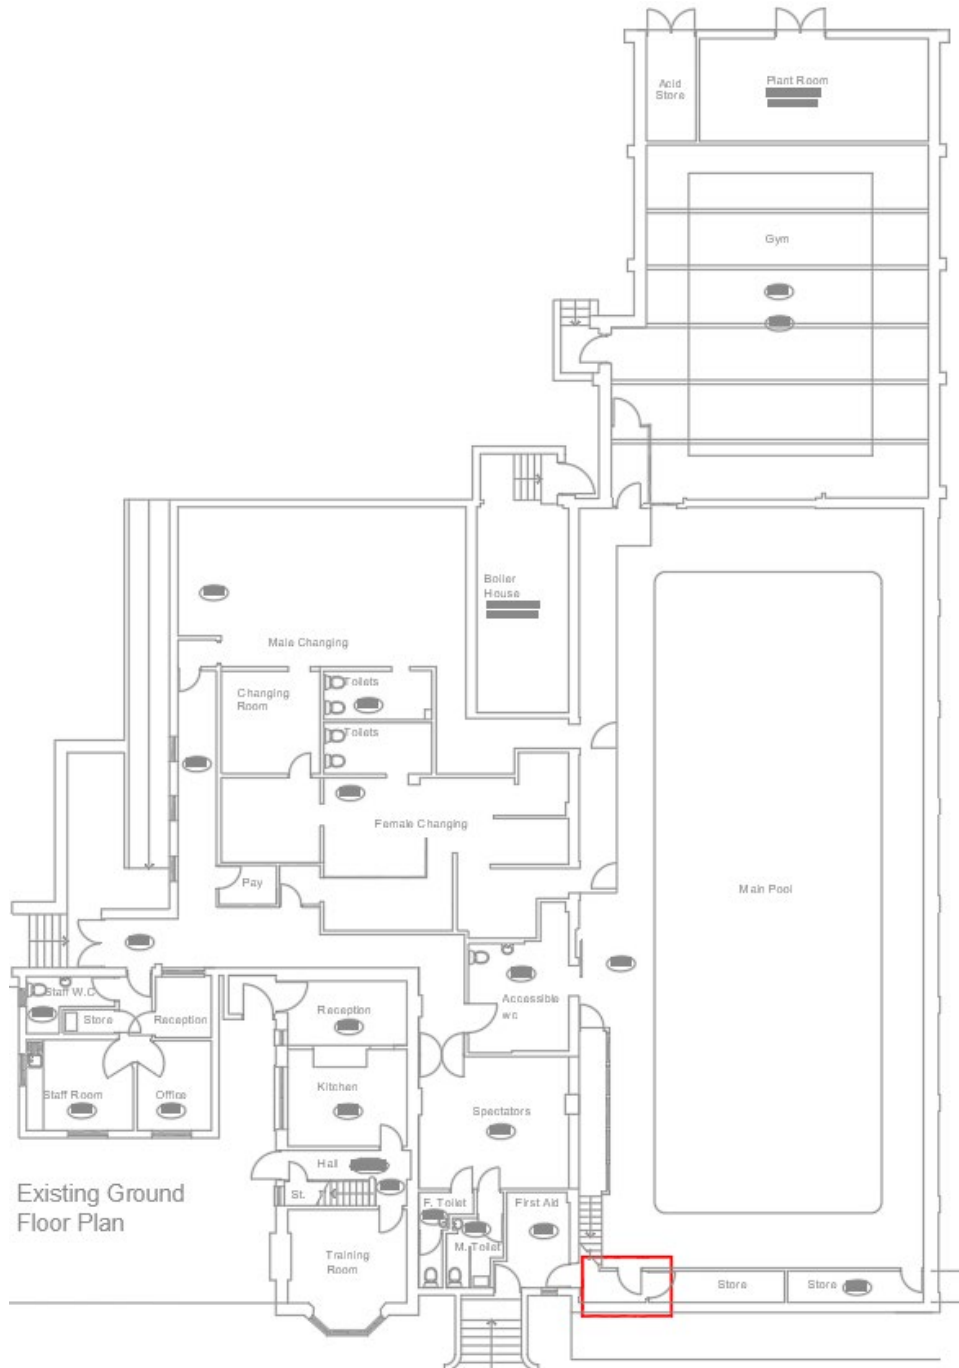 Acid
Store
Plant Room
Gym
Boiler
House
Male Changing
Changing
Room
Toilets
Toilets
Female Changing
Pay
Main Pool
Staff W.C
Store
Reception
Reception
Accessible
wc
Staff Room
Office
Kitchen
Spectators
Hall
St.
F. Toilet
First Aid
M. Toilet
Training
Room
Store
Store
Existing Ground
Floor Plan